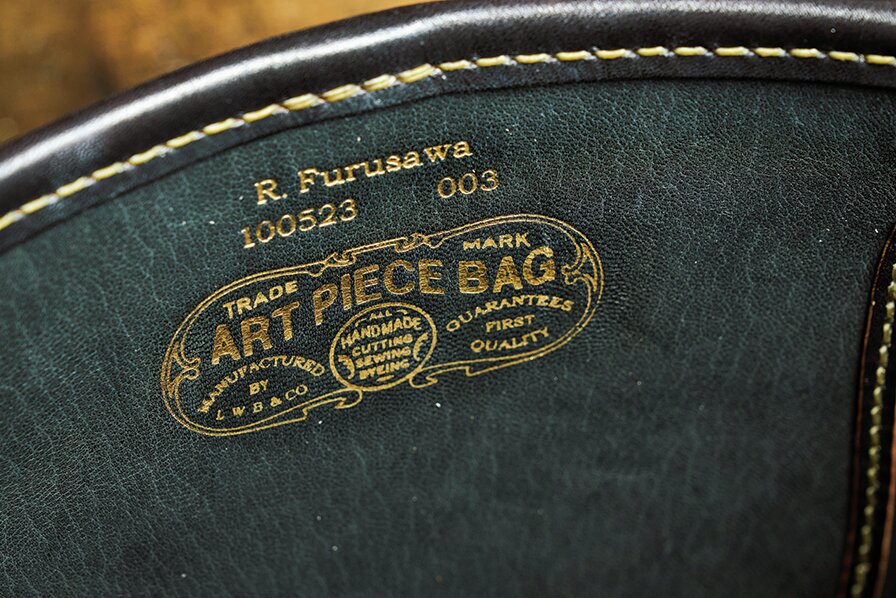 R. Furusawa
100523 003
TRADE MARK
ART PIECE BAG
MANUFACTURED
BY
L W B & CO
ALL
HANDMADE
CUTTING
SEWING
DYEING
GUARANTEES
FIRST
QUALITY